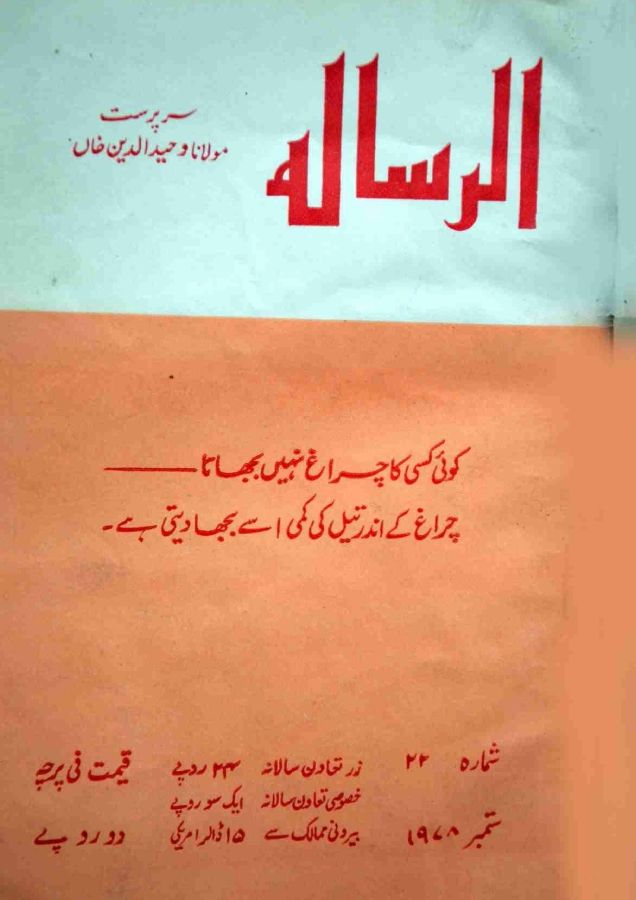 الرسالہ
سرپرست
مولانا وحیدالدین خاں
کوئی کسی کا چراغ نہیں بجھاتا ——
چراغ کے اندر تیل کی کمی اسے بجھا دیتی ہے۔
شمارہ ۲۲ زر تعاون سالانہ ۲۴ روپے قیمت فی پرچہ
خصوصی تعاون سالانہ ایک سو روپے
ستمبر ۱۹۷۸ بیرونی ممالک سے ۱۵ ڈالر امریکی دو روپے